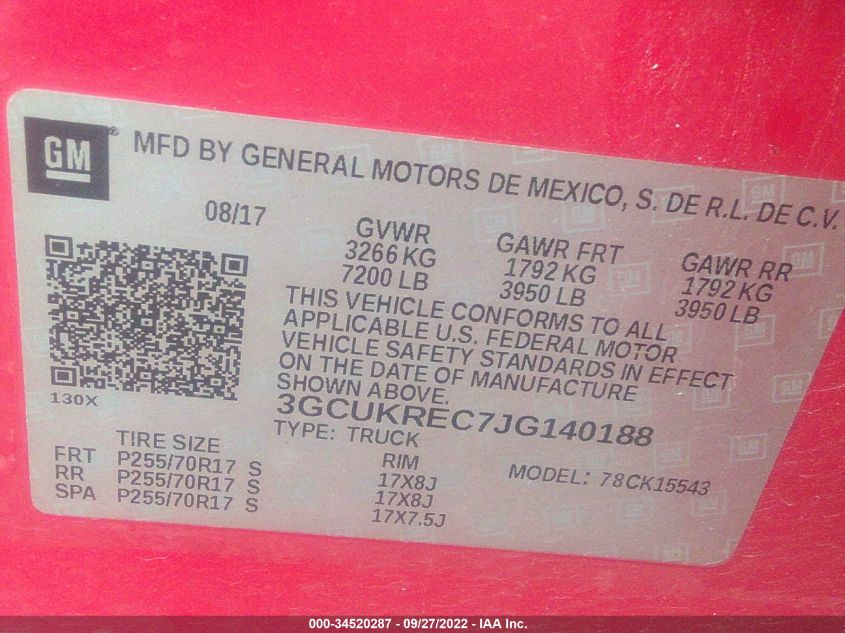 GM ® MFD BY GENERAL MOTORS DE MEXICO, S. DE R.L. DE C.V.
08/17
GVWR
3266 KG
7200 LB
GAWR FRT
1792 KG
3950 LB
GAWR RR
1792 KG
3950 LB
THIS VEHICLE CONFORMS TO ALL
APPLICABLE U.S. FEDERAL MOTOR
VEHICLE SAFETY STANDARDS IN EFFECT
ON THE DATE OF MANUFACTURE
SHOWN ABOVE.
130X
3GCUKREC7JG140188
TYPE: TRUCK
MODEL: 78CK15543
TIRE SIZE RIM
FRT P255/70R17 S 17X8J
RR P255/70R17 S 17X8J
SPA P255/70R17 S 17X7.5J
000-34520287 - 09/27/2022 - IAA Inc.